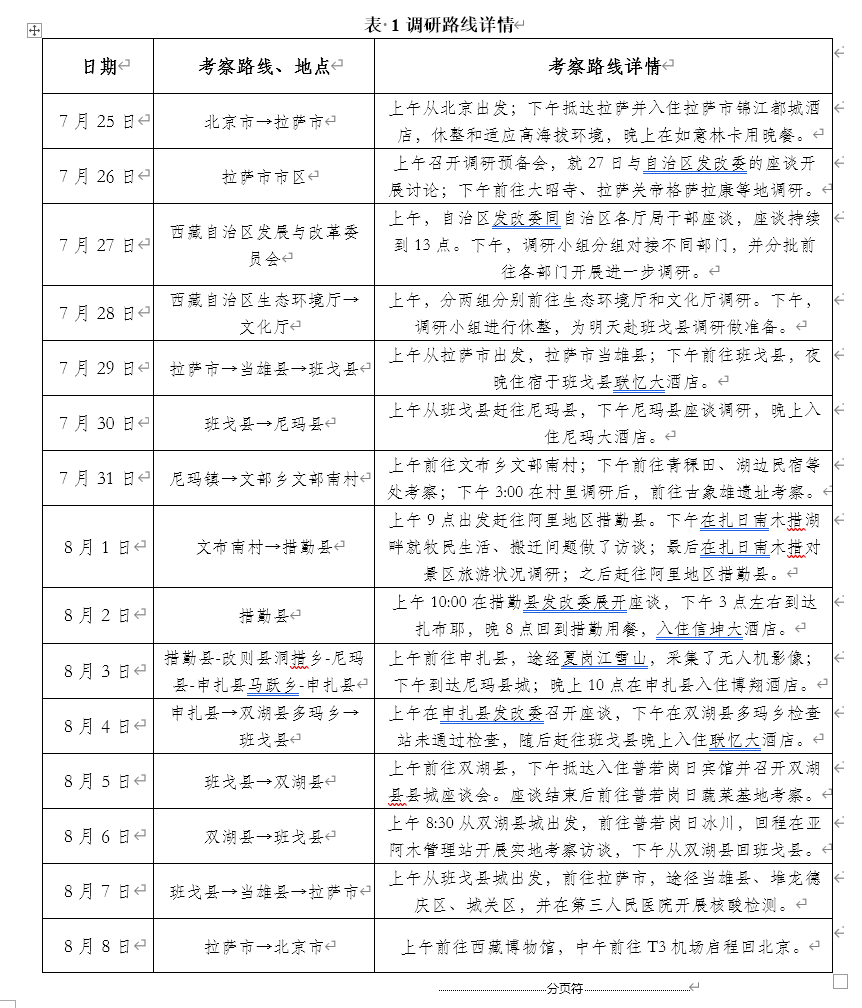 表 1 调研路线详情
日期
考察路线、地点
考察路线详情
7 月 25 日
北京市→拉萨市
上午从北京出发；下午抵达拉萨并入住拉萨市锦江都城酒
店，休整和适应高海拔环境，晚上在如意林卡用晚餐。
7 月 26 日
拉萨市市区
上午召开调研预备会，就 27 日与自治区发改委的座谈开
展讨论；下午前往大昭寺、拉萨关帝格萨拉康等地调研。
7 月 27 日
西藏自治区发展与改革委
员会
上午，自治区发改委同自治区各厅局干部座谈，座谈持续
到 13 点。下午，调研小组分组对接不同部门，并分批前
往各部门开展进一步调研。
7 月 28 日
西藏自治区生态环境厅→
文化厅
上午，分两组分别前往生态环境厅和文化厅调研。下午，
调研小组进行休整，为明天赴班戈县调研做准备。
7 月 29 日
拉萨市→当雄县→班戈县
上午从拉萨市出发，拉萨市当雄县；下午前往班戈县，夜
晚住宿于班戈县联忆大酒店。
7 月 30 日
班戈县→尼玛县
上午从班戈县赶往尼玛县，下午尼玛县座谈调研，晚上入
住尼玛大酒店。
7 月 31 日
尼玛镇→文部乡文部南村
上午前往文布乡文部南村；下午前往青稞田、湖边民宿等
处考察；下午 3:00 在村里调研后，前往古象雄遗址考察。
8 月 1 日
文布南村→措勤县
上午 9 点出发赶往阿里地区措勤县。下午在扎日南木措湖
畔就牧民生活、搬迁问题做了访谈；最后在扎日南木措对
景区旅游状况调研；之后赶往阿里地区措勤县。
8 月 2 日
措勤县
上午 10:00 在措勤县发改委展开座谈，下午 3 点左右到达
扎布耶，晚 8 点回到措勤用餐，入住信坤大酒店。
8 月 3 日
措勤县-改则县洞措乡-尼玛
县-申扎县马跃乡-申扎县
上午前往申扎县，途经夏岗江雪山，采集了无人机影像；
下午到达尼玛县城；晚上 10 点在申扎县入住博翔酒店。
8 月 4 日
申扎县→双湖县多玛乡→
班戈县
上午在申扎县发改委召开座谈，下午在双湖县多玛乡检查
站未通过检查，随后赶往班戈县晚上入住联忆大酒店。
8 月 5 日
班戈县→双湖县
上午前往双湖县，下午抵达入住普若岗日宾馆并召开双湖
县县城座谈会。座谈结束后前往普若岗日蔬菜基地考察。
8 月 6 日
双湖县→班戈县
上午 8:30 从双湖县城出发，前往普若岗日冰川，回程在亚
阿木管理站开展实地考察访谈，下午从双湖县回班戈县。
8 月 7 日
班戈县→当雄县→拉萨市
上午从班戈县城出发，前往拉萨市，途径当雄县、堆龙德
庆区、城关区，并在第三人民医院开展核酸检测。
8 月 8 日
拉萨市→北京市
上午前往西藏博物馆，中午前往 T3 机场启程回北京。
分页符